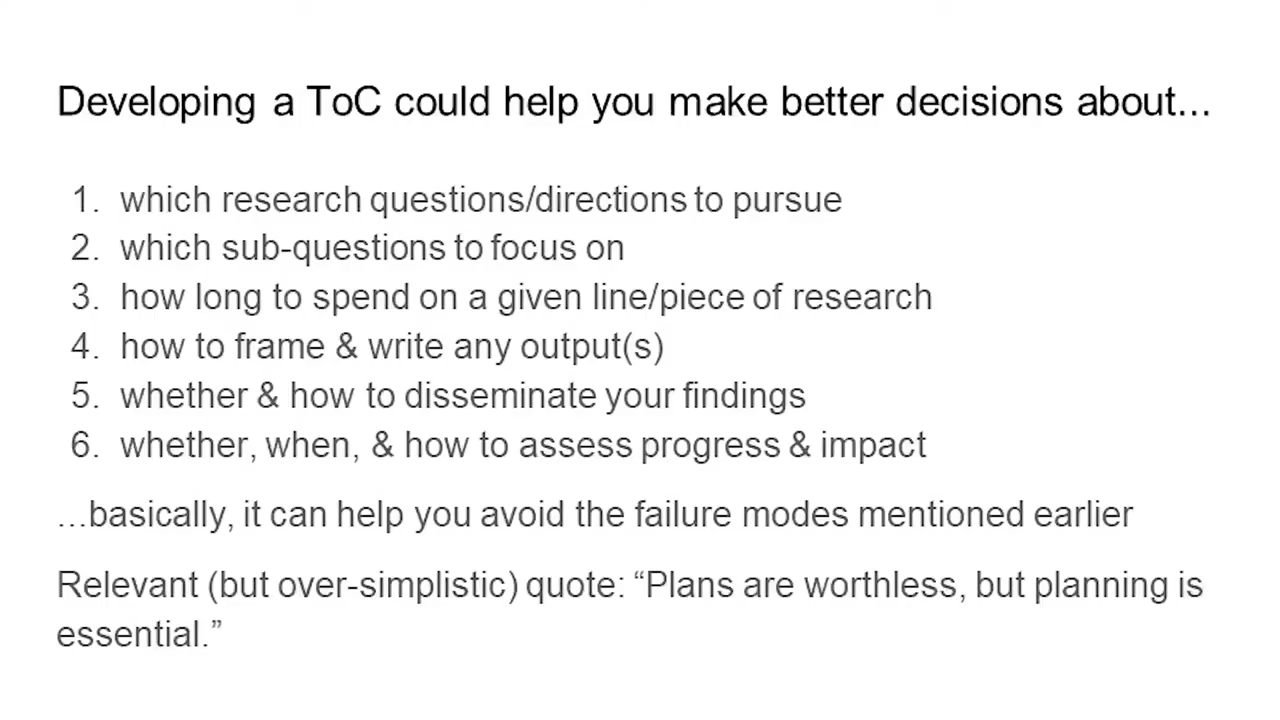 Developing a ToC could help you make better decisions about...
1. which research questions/directions to pursue
2. which sub-questions to focus on
3. how long to spend on a given line/piece of research
4. how to frame & write any output(s)
5. whether & how to disseminate your findings
6. whether, when, & how to assess progress & impact
...basically, it can help you avoid the failure modes mentioned earlier
Relevant (but over-simplistic) quote: “Plans are worthless, but planning is
essential.”